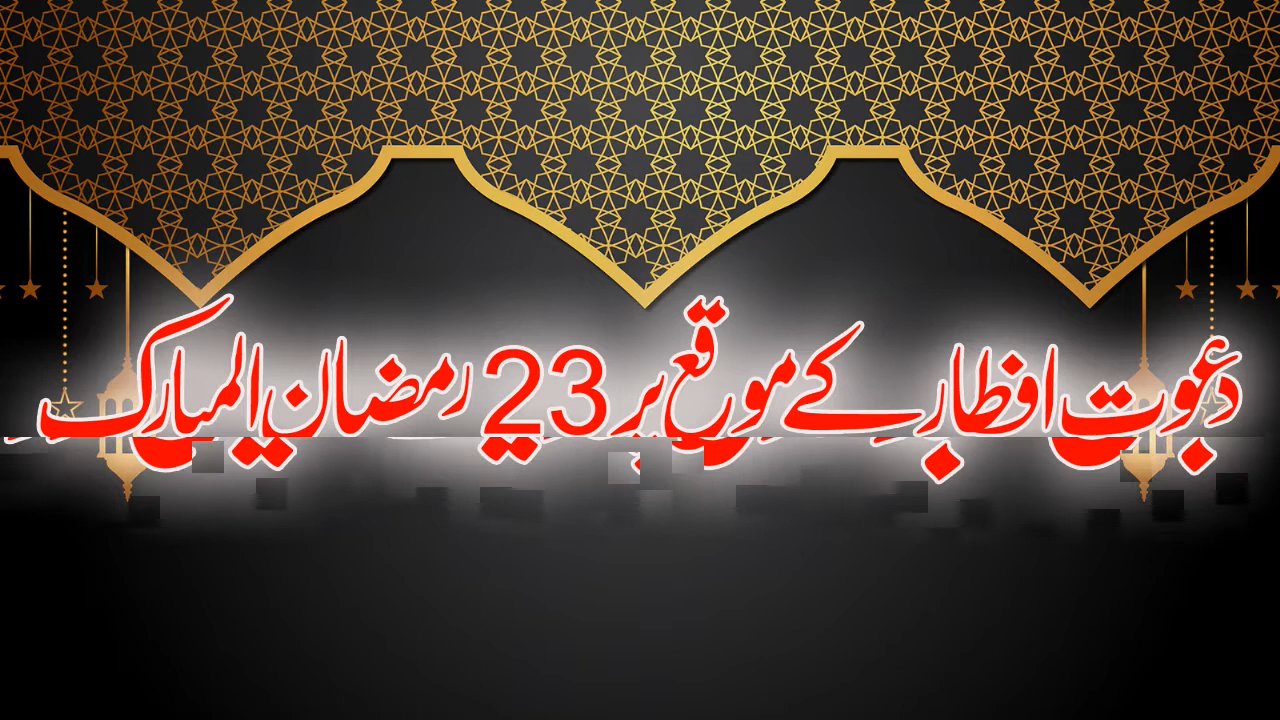 دعوت افطار کے موقع پر 23 رمضان المبارک